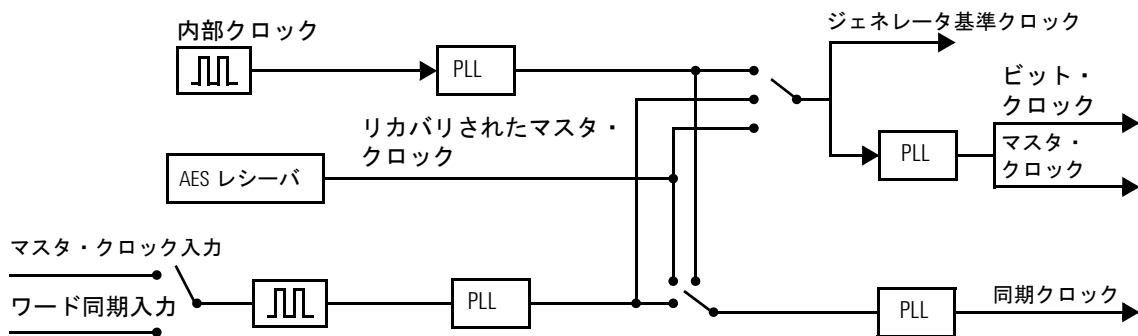 内部クロック
PLL
ジェネレータ基準クロック
ビット・
クロック
マスタ・
クロック
PLL
リカバリされたマスタ・
クロック
AES レシーバ
マスタ・クロック入力
ワード同期入力
PLL
PLL
同期クロック